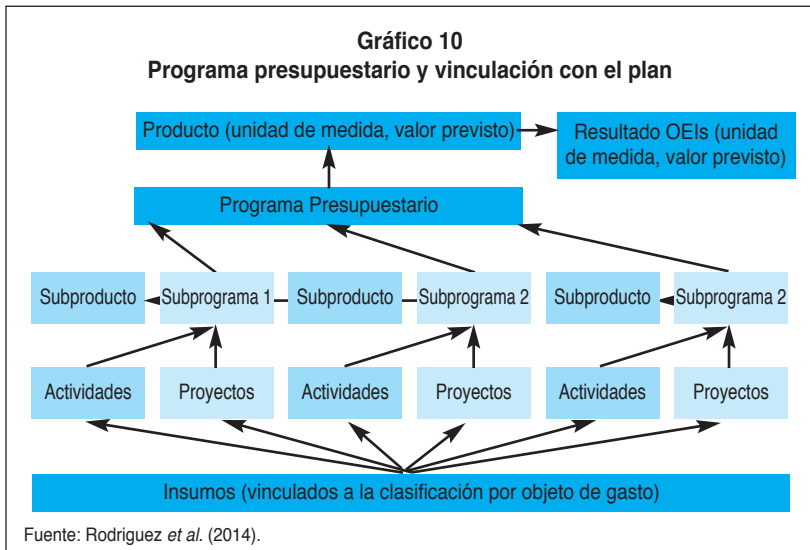 Gráfico 10
Programa presupuestario y vinculación con el plan
Producto (unidad de medida, valor previsto)
Resultado OEIs (unidad
de medida, valor previsto)
Programa Presupuestario
Subproducto
Subprograma 1
Subproducto
Subprograma 2
Subproducto
Subprograma 2
Actividades
Proyectos
Actividades
Proyectos
Actividades
Proyectos
Insumos (vinculados a la clasificación por objeto de gasto)
Fuente: Rodriguez et al. (2014).